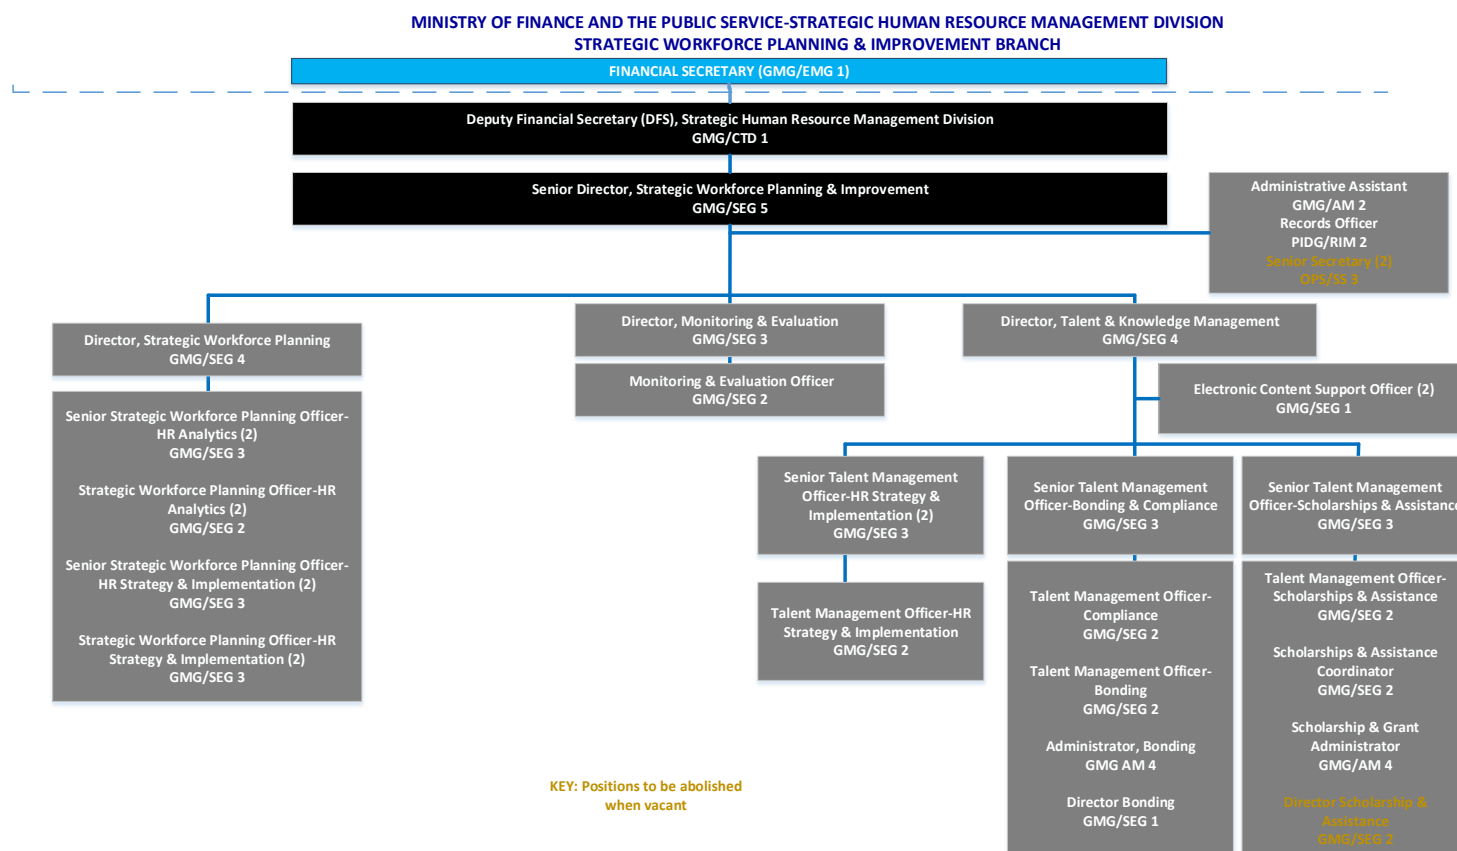 MINISTRY OF FINANCE AND THE PUBLIC SERVICE-STRATEGIC HUMAN RESOURCE MANAGEMENT DIVISION
STRATEGIC WORKFORCE PLANNING & IMPROVEMENT BRANCH
FINANCIAL SECRETARY (GMG/EMG 1)
Deputy Financial Secretary (DFS), Strategic Human Resource Management Division
GMG/CTD 1
Senior Director, Strategic Workforce Planning & Improvement
GMG/SEG 5
Administrative Assistant
GMG/AM 2
Records Officer
PIDG/RIM 2
Senior Secretary (2)
OPS/SS 3
Director, Strategic Workforce Planning
GMG/SEG 4
Senior Strategic Workforce Planning Officer-
HR Analytics (2)
GMG/SEG 3
Strategic Workforce Planning Officer-HR
Analytics (2)
GMG/SEG 2
Senior Strategic Workforce Planning Officer-
HR Strategy & Implementation (2)
GMG/SEG 3
Strategic Workforce Planning Officer-HR
Strategy & Implementation (2)
GMG/SEG 3
Director, Monitoring & Evaluation
GMG/SEG 3
Monitoring & Evaluation Officer
GMG/SEG 2
Director, Talent & Knowledge Management
GMG/SEG 4
Electronic Content Support Officer (2)
GMG/SEG 1
Senior Talent Management
Officer-HR Strategy &
Implementation (2)
GMG/SEG 3
Talent Management Officer-HR
Strategy & Implementation
GMG/SEG 2
Senior Talent Management
Officer-Bonding & Compliance
GMG/SEG 3
Talent Management Officer-
Compliance
GMG/SEG 2
Talent Management Officer-
Bonding
GMG/SEG 2
Administrator, Bonding
GMG AM 4
Director Bonding
GMG/SEG 1
Senior Talent Management
Officer-Scholarships & Assistance
GMG/SEG 3
Talent Management Officer-
Scholarships & Assistance
GMG/SEG 2
Scholarships & Assistance
Coordinator
GMG/SEG 2
Scholarship & Grant
Administrator
GMG/AM 4
Director Scholarship &
Assistance
GMG/SEG 2
KEY: Positions to be abolished
when vacant